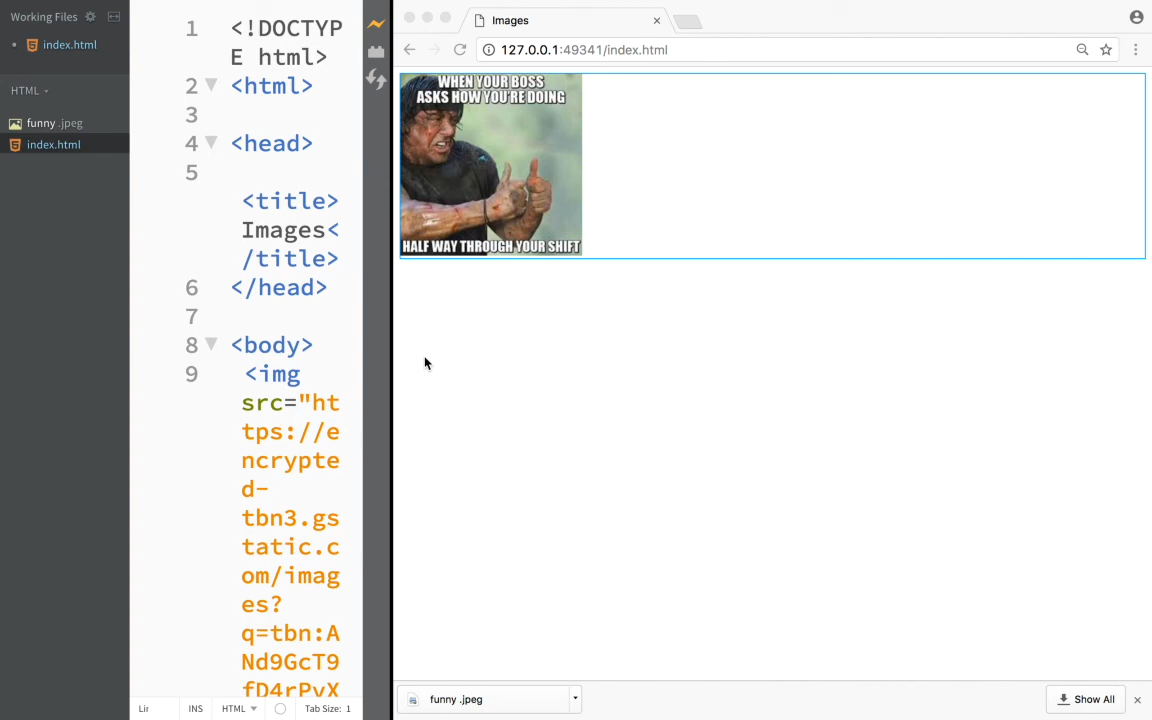 Working Files
index.html
HTML
funny .jpeg
index.html
1 <!DOCTYP
E html>
2 <html>
3
4 <head>
5
<title>
Images<
/title>
6 </head>
7
8 <body>
9 <img
src="ht
tps://e
ncrypte
d-
tbn3.gs
tatic.c
om/imag
es?
q=tbn:A
Nd9GcT9
fD4rPvX
Lir
INS
HTML
Tab Size: 1
Images
127.0.0.1:49341/index.html
WHEN YOUR BOSS
ASKS HOW YOU'RE DOING
HALF WAY THROUGH YOUR SHIFT
funny .jpeg
Show All